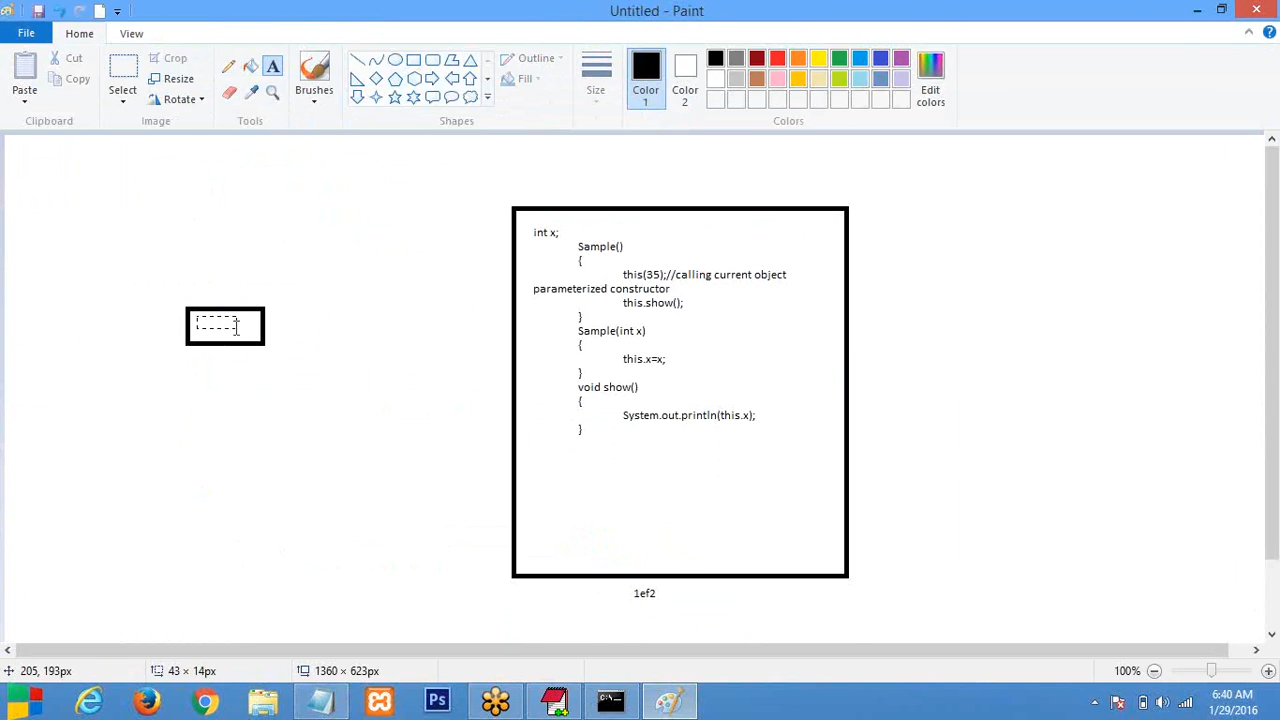 Untitled - Paint
File
Home
View
Paste
Cut
Copy
Clipboard
Select
Crop
Resize
Rotate
Image
A
Tools
Brushes
Outline
Fill
Shapes
Size
Color
1
Color
2
Edit
colors
Colors
int x;
Sample()
{
this(35);//calling current object
parameterized constructor
this.show();
}
Sample(int x)
{
this.x=x;
}
void show()
{
System.out.println(this.x);
}
1ef2
205, 193px
43 × 14px
1360 × 623px
100%
Ps
C:\.
6:40 AM
1/29/2016